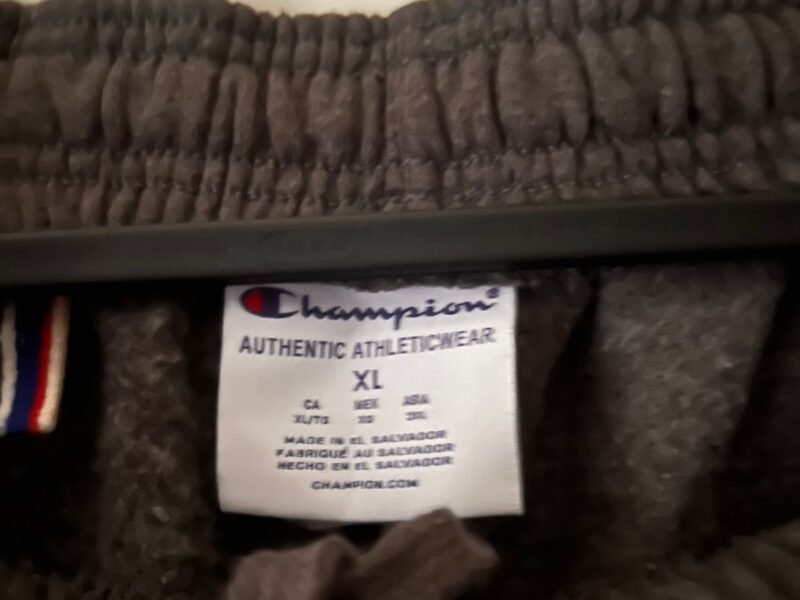 Champion®
AUTHENTIC ATHLETICWEAR
XL
CA MEX ASIA
XL/TG XG 2XL
MADE IN EL SALVADOR
FABRIQUÉ AU SALVADOR
HECHO EN EL SALVADOR
CHAMPION.COM